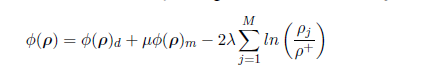 ϕ(ρ) = ϕ(ρ)_d + μϕ(ρ)_m − 2λ ∑_{j=1}^{M} ln (ρ_j / ρ^+)